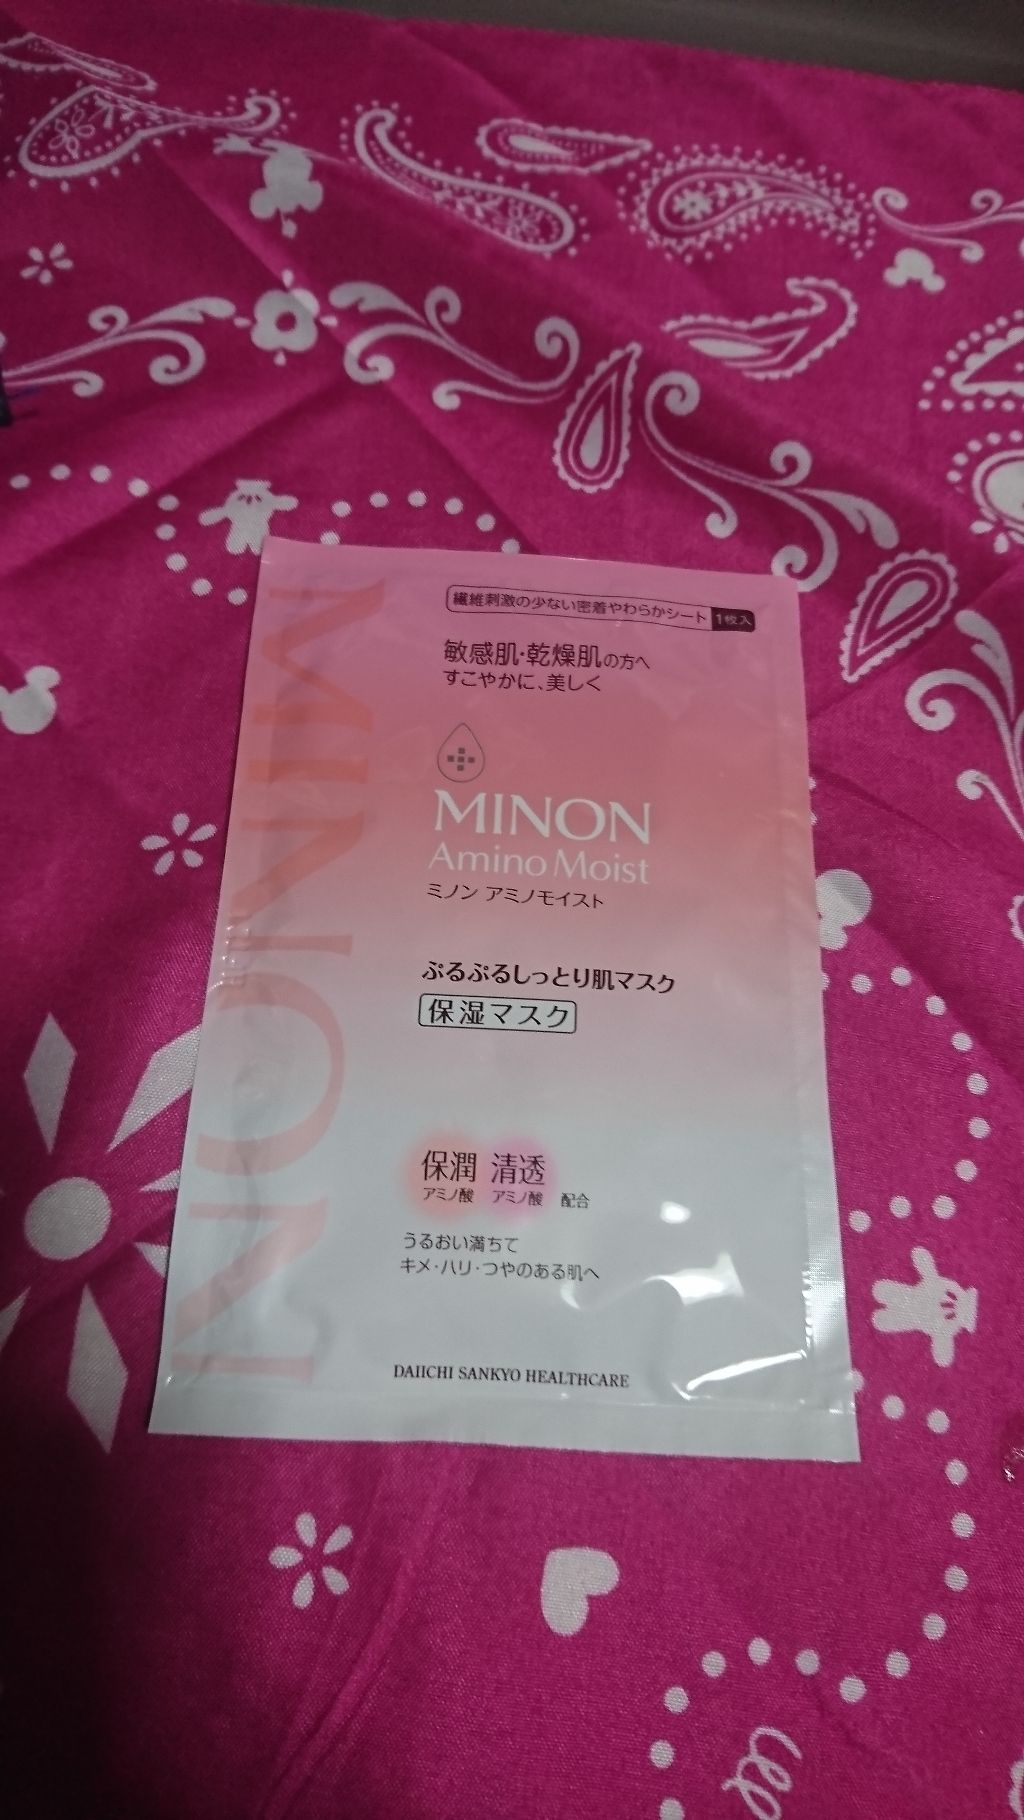 繊維刺激の少ない密着やわらかシート 1枚入
敏感肌・乾燥肌の方へ
すこやかに、美しく
MINON
MINON
Amino Moist
ミノン アミノモイスト
ぷるぷるしっとり肌マスク
保湿マスク
保潤 清透
アミノ酸 アミノ酸 配合
うるおい満ちて
キメ・ハリ・つやのある肌へ
DAIICHI SANKYO HEALTHCARE